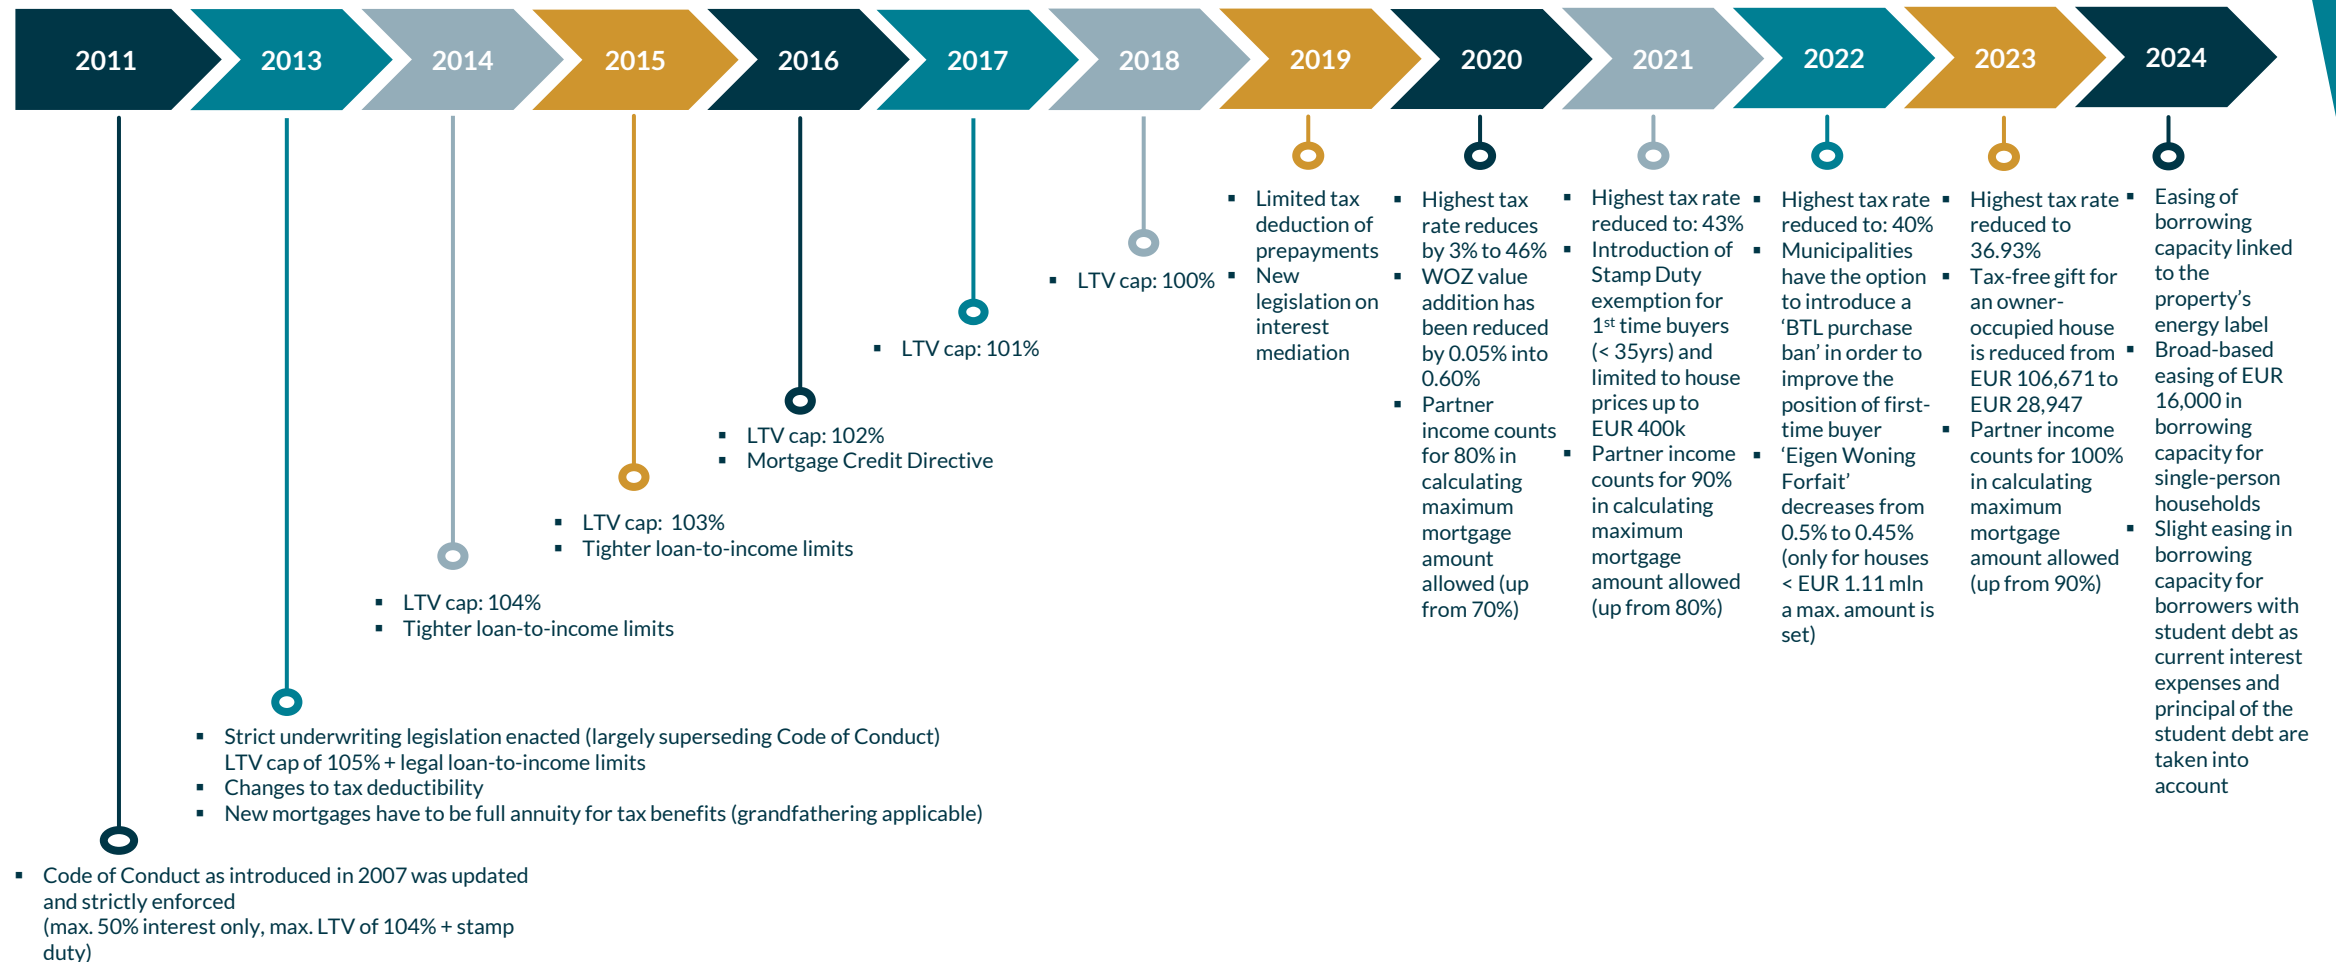 2011
2013
2014
2015
2016
2017
2018
2019
2020
2021
2022
2023
2024
▪ Code of Conduct as introduced in 2007 was updated
and strictly enforced
(max. 50% interest only, max. LTV of 104% + stamp
duty)
▪ Strict underwriting legislation enacted (largely superseding Code of Conduct)
LTV cap of 105% + legal loan-to-income limits
▪ Changes to tax deductibility
▪ New mortgages have to be full annuity for tax benefits (grandfathering applicable)
▪ LTV cap: 104%
▪ Tighter loan-to-income limits
▪ LTV cap:  103%
▪ Tighter loan-to-income limits
▪ LTV cap: 102%
▪ Mortgage Credit Directive
▪ LTV cap: 101%
▪ LTV cap: 100%
▪ Limited tax
deduction of
prepayments
▪ New
legislation on
interest
mediation
▪ Highest tax
rate reduces
by 3% to 46%
▪ WOZ value
addition has
been reduced
by 0.05% into
0.60%
▪ Partner
income counts
for 80% in
calculating
maximum
mortgage
amount
allowed (up
from 70%)
▪ Highest tax rate
reduced to: 43%
▪ Introduction of
Stamp Duty
exemption for
1st time buyers
(< 35yrs) and
limited to house
prices up to
EUR 400k
▪ Partner income
counts for 90%
in calculating
maximum
mortgage
amount allowed
(up from 80%)
▪ Highest tax rate
reduced to: 40%
▪ Municipalities
have the option
to introduce a
‘BTL purchase
ban’ in order to
improve the
position of first-
time buyer
▪ ‘Eigen Woning
Forfait’
decreases from
0.5% to 0.45%
(only for houses
< EUR 1.11 mln
a max. amount is
set)
▪ Highest tax rate
reduced to
36.93%
▪ Tax-free gift for
an owner-
occupied house
is reduced from
EUR 106,671 to
EUR 28,947
▪ Partner income
counts for 100%
in calculating
maximum
mortgage
amount allowed
(up from 90%)
▪ Easing of
borrowing
capacity linked
to the
property’s
energy label
▪ Broad-based
easing of EUR
16,000 in
borrowing
capacity for
single-person
households
▪ Slight easing in
borrowing
capacity for
borrowers with
student debt as
current interest
expenses and
principal of the
student debt are
taken into
account